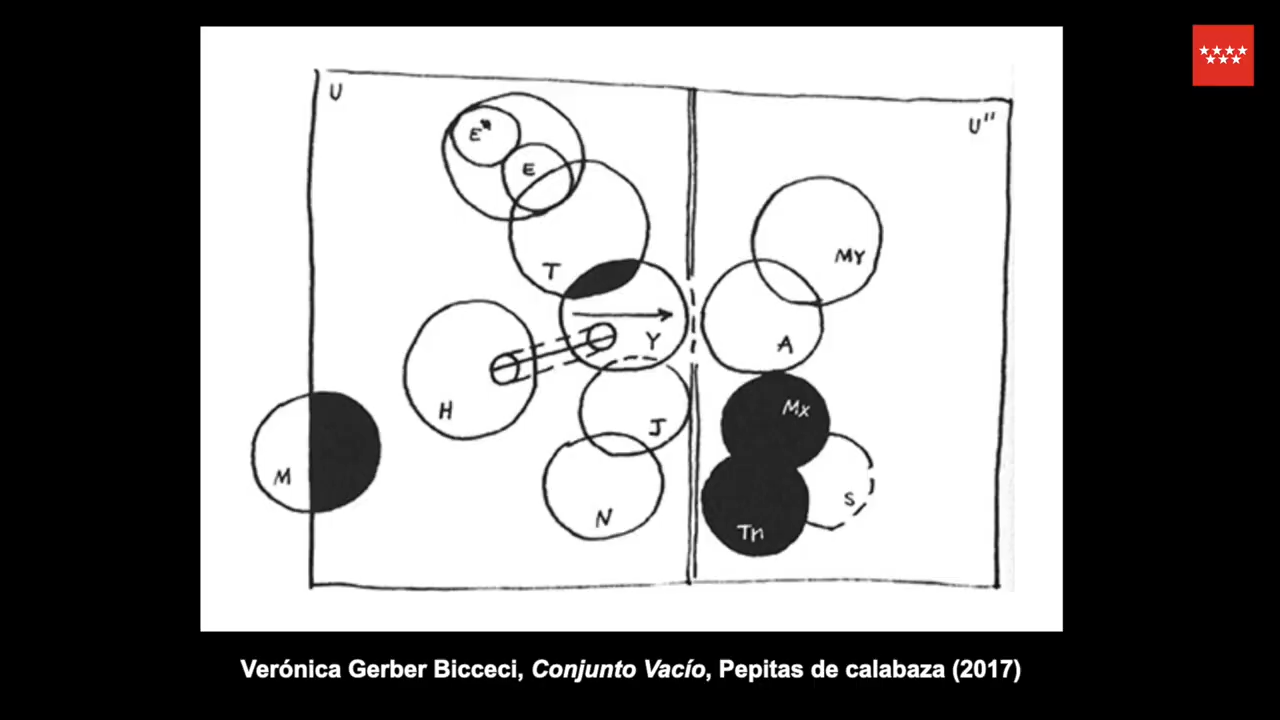 U
U"
E*
E
MY
T
Y
A
H
Mx
J
M
S
N
Tn
Verónica Gerber Bicceci, Conjunto Vacío, Pepitas de calabaza (2017)